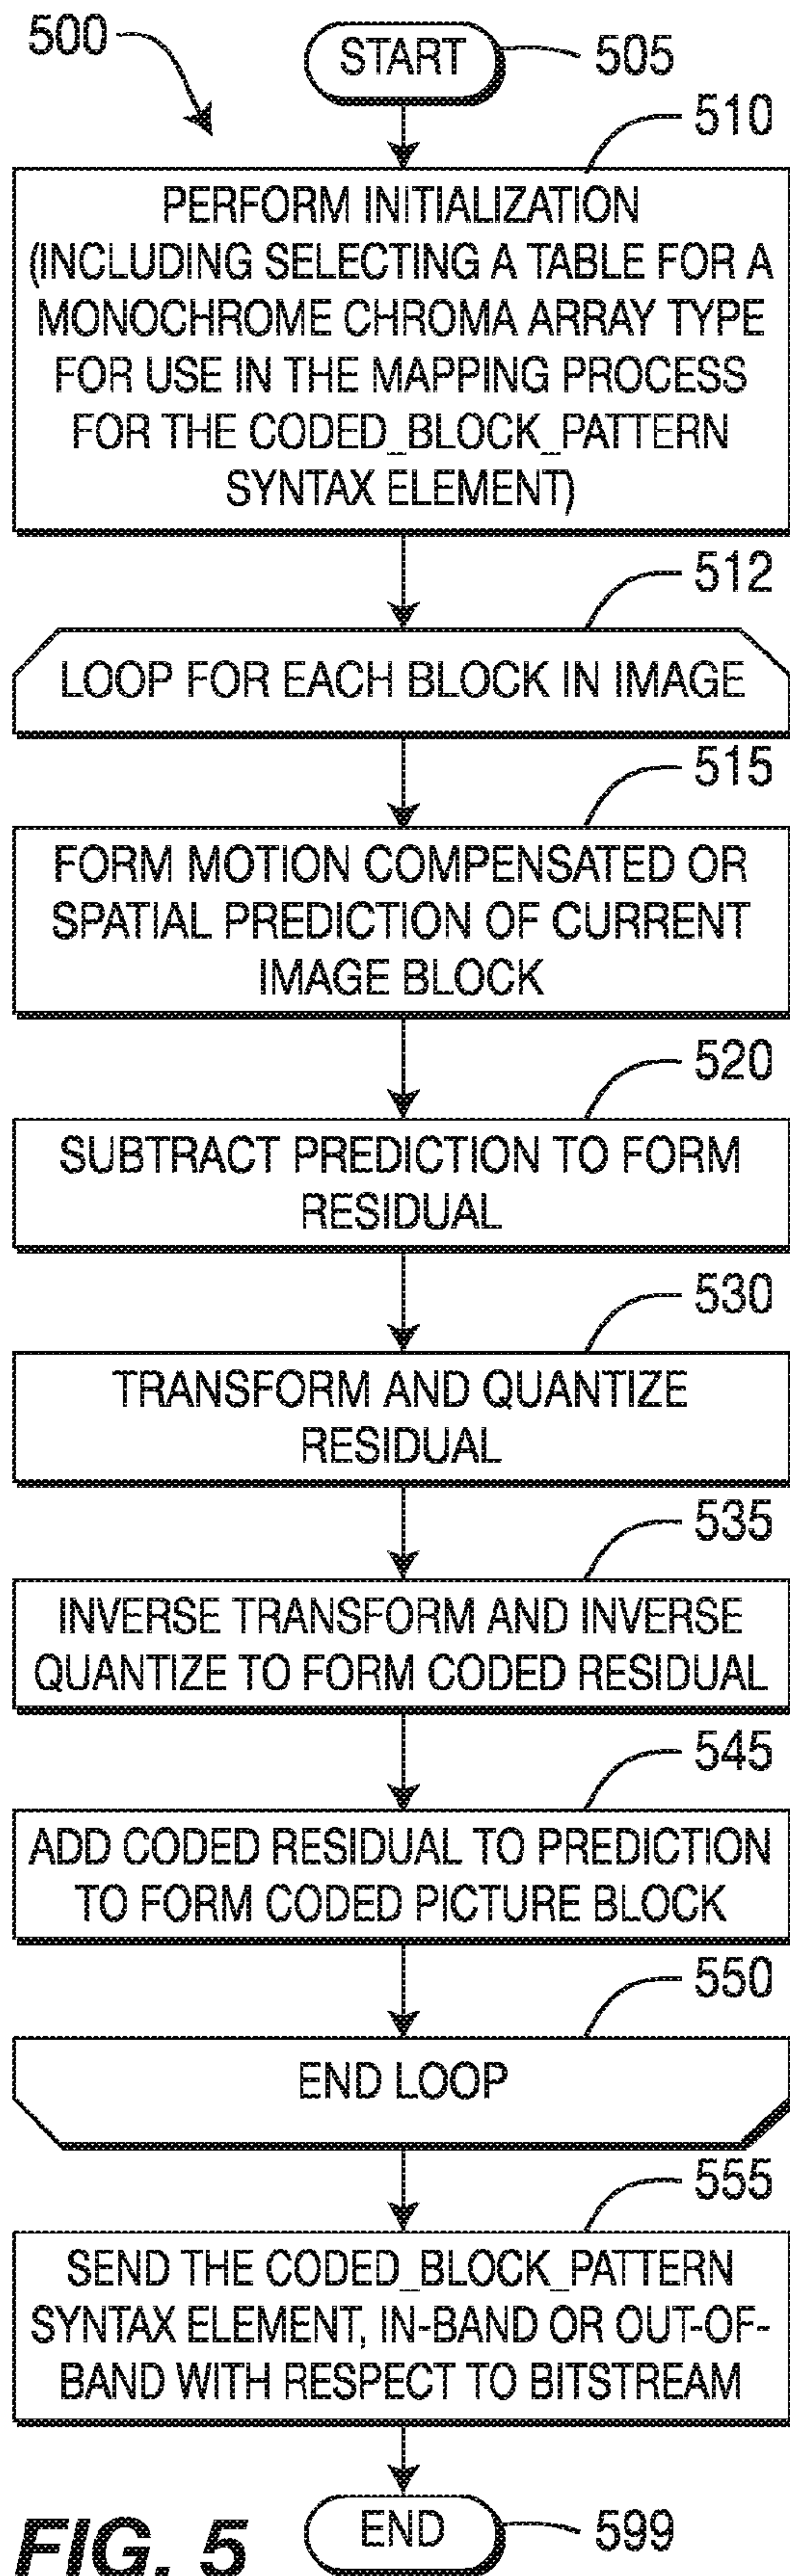 500
START
505
510
PERFORM INITIALIZATION
(INCLUDING SELECTING A TABLE FOR A
MONOCHROME CHROMA ARRAY TYPE
FOR USE IN THE MAPPING PROCESS
FOR THE CODED_BLOCK_PATTERN
SYNTAX ELEMENT)
512
LOOP FOR EACH BLOCK IN IMAGE
515
FORM MOTION COMPENSATED OR
SPATIAL PREDICTION OF CURRENT
IMAGE BLOCK
520
SUBTRACT PREDICTION TO FORM
RESIDUAL
530
TRANSFORM AND QUANTIZE
RESIDUAL
535
INVERSE TRANSFORM AND INVERSE
QUANTIZE TO FORM CODED RESIDUAL
545
ADD CODED RESIDUAL TO PREDICTION
TO FORM CODED PICTURE BLOCK
550
END LOOP
555
SEND THE CODED_BLOCK_PATTERN
SYNTAX ELEMENT, IN-BAND OR OUT-OF-
BAND WITH RESPECT TO BITSTREAM
END
599
FIG. 5